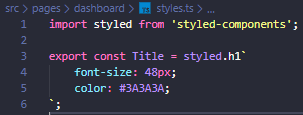 src > pages > dashboard > TS styles.ts > ...
1 import styled from 'styled-components';
2
3 export const Title = styled.h1`
4 font-size: 48px;
5 color: #3A3A3A;
6 `;